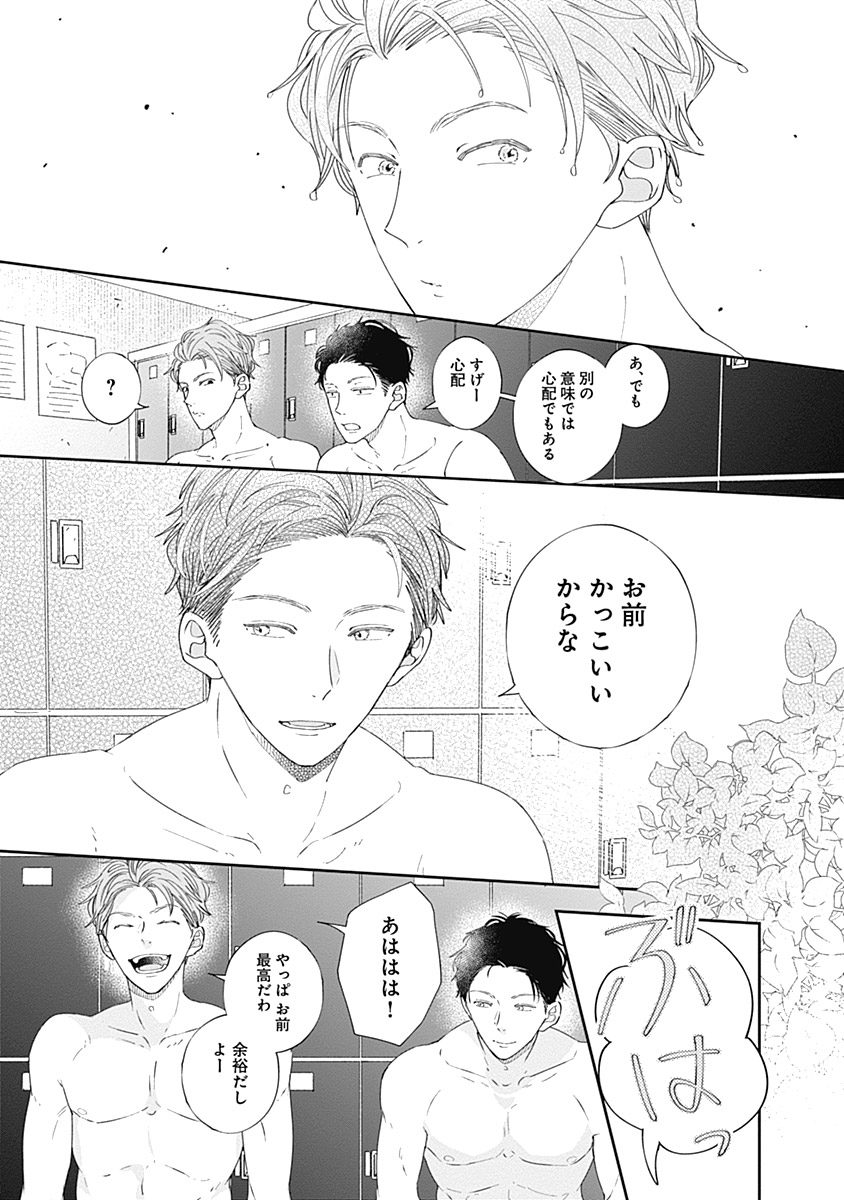 あ、でも
別の
意味では
心配でもある
すげー
心配
?
お前
かっこいい
からな
ぶはっ
あははは!
やっぱ お前
最高だわ
余裕だし
よー